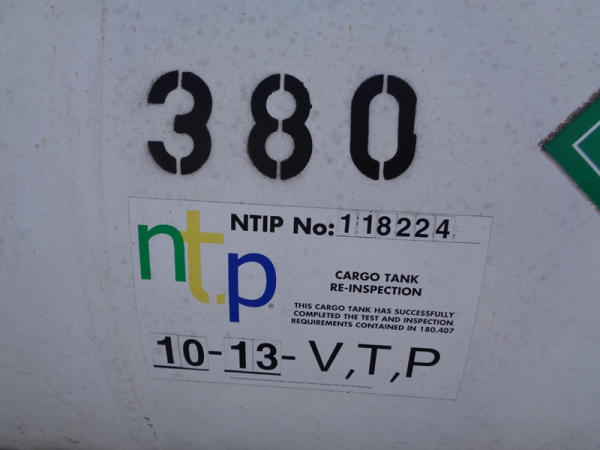 380
NTIP No: 118224
nt.p
CARGO TANK
RE-INSPECTION
THIS CARGO TANK HAS SUCCESSFULLY
COMPLETED THE TEST AND INSPECTION
REQUIREMENTS CONTAINED IN 180.407
10-13-V,T,P